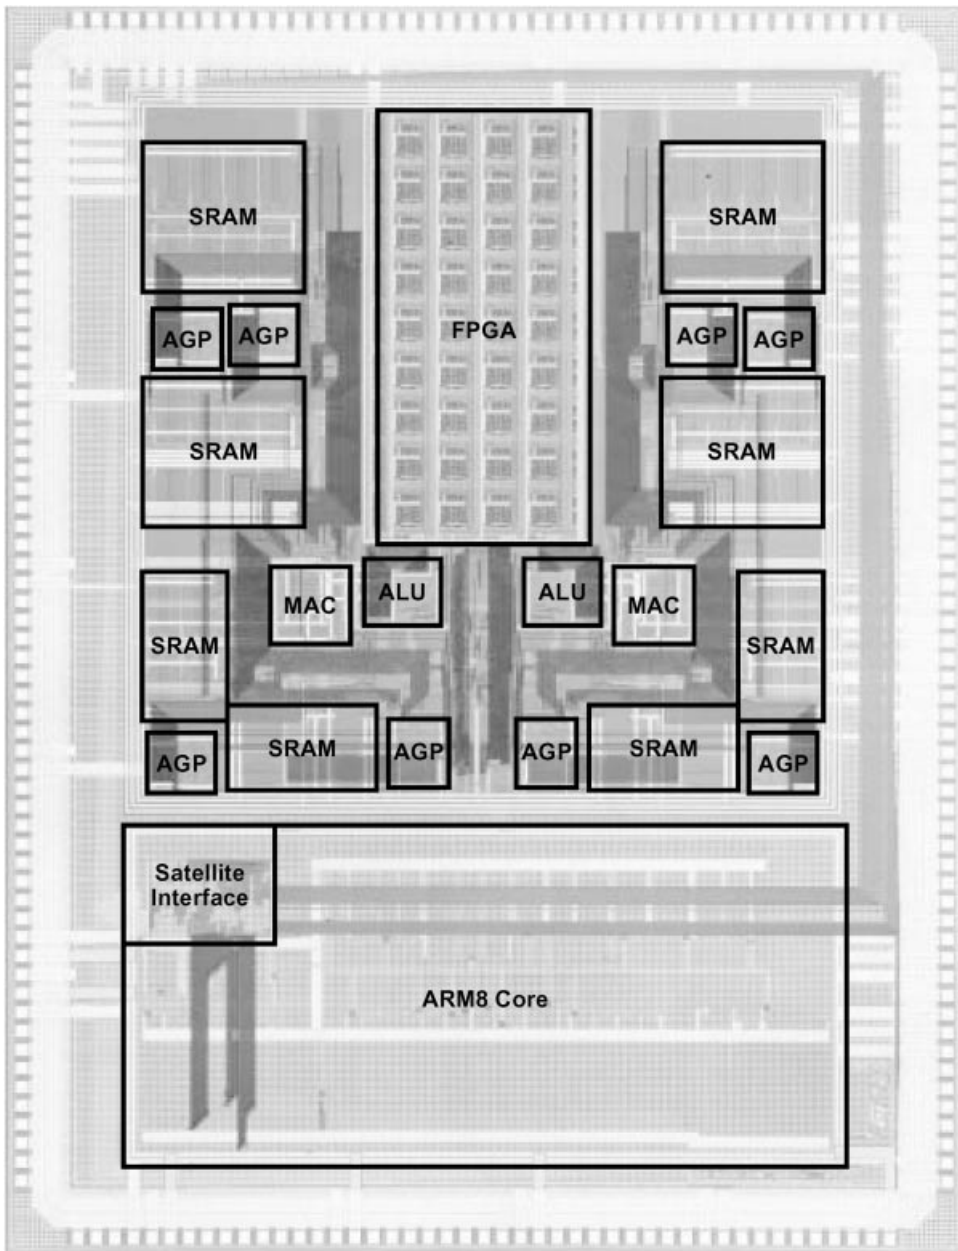 SRAM
SRAM
FPGA
AGP
AGP
AGP
AGP
SRAM
SRAM
MAC
ALU
ALU
MAC
SRAM
SRAM
SRAM
AGP
AGP
SRAM
AGP
AGP
Satellite
Interface
ARM8 Core